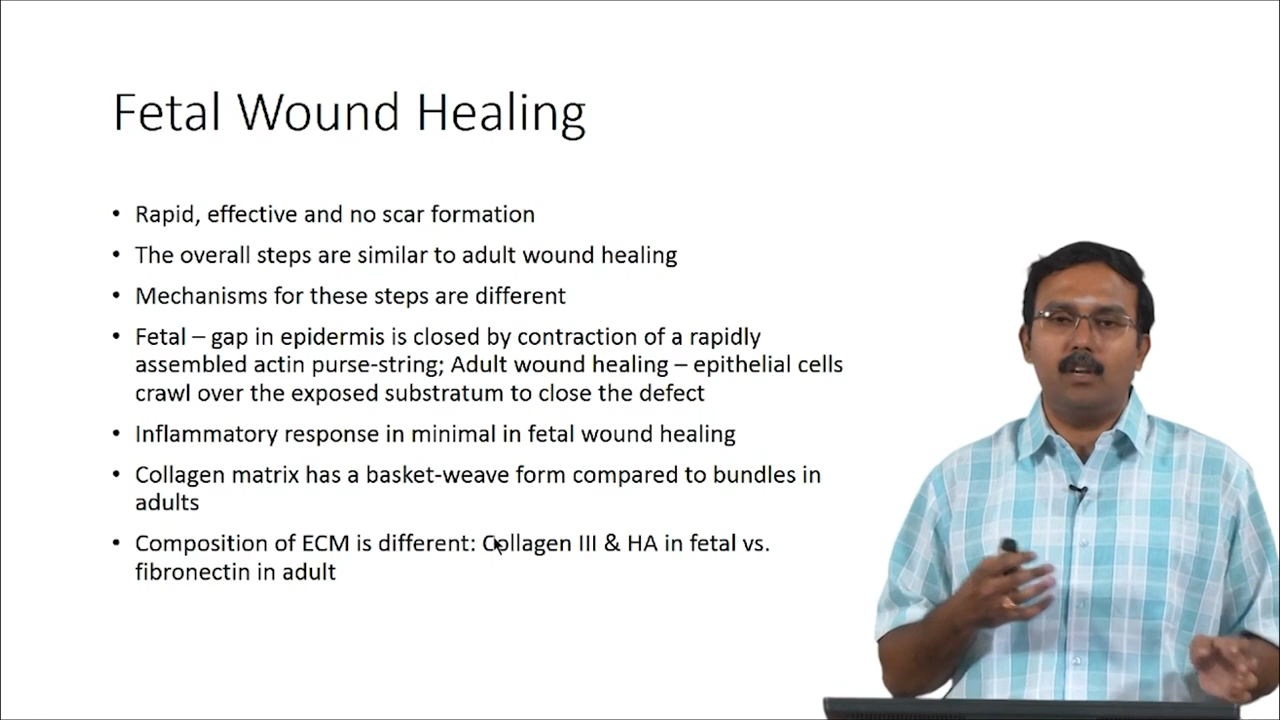 Fetal Wound Healing
• Rapid, effective and no scar formation
• The overall steps are similar to adult wound healing
• Mechanisms for these steps are different
• Fetal – gap in epidermis is closed by contraction of a rapidly
assembled actin purse-string; Adult wound healing – epithelial cells
crawl over the exposed substratum to close the defect
• Inflammatory response in minimal in fetal wound healing
• Collagen matrix has a basket-weave form compared to bundles in
adults
• Composition of ECM is different: Collagen III & HA in fetal vs.
fibronectin in adult